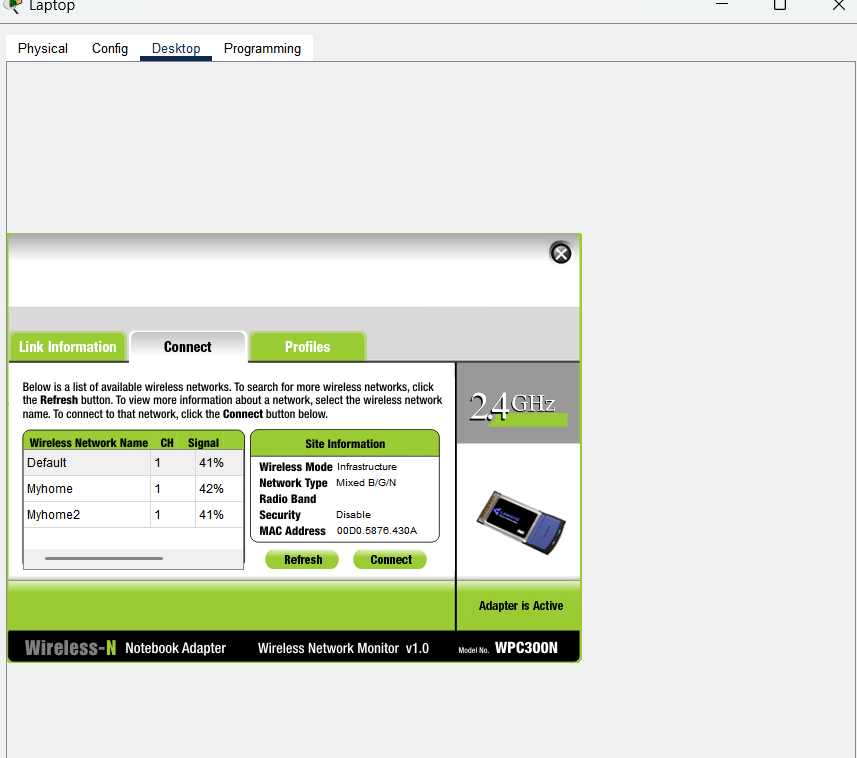 Laptop
Physical Config Desktop Programming
Link Information Connect Profiles
Below is a list of available wireless networks. To search for more wireless networks, click
the Refresh button. To view more information about a network, select the wireless network
name. To connect to that network, click the Connect button below.
2.4GHz
Wireless Network Name CH Signal
Default 1 41%
Myhome 1 42%
Myhome2 1 41%
Site Information
Wireless Mode Infrastructure
Network Type Mixed B/G/N
Radio Band
Security Disable
MAC Address 00D0.5876.430A
Refresh Connect
Adapter is Active
Wireless-N Notebook Adapter Wireless Network Monitor v1.0 Model No. WPC300N